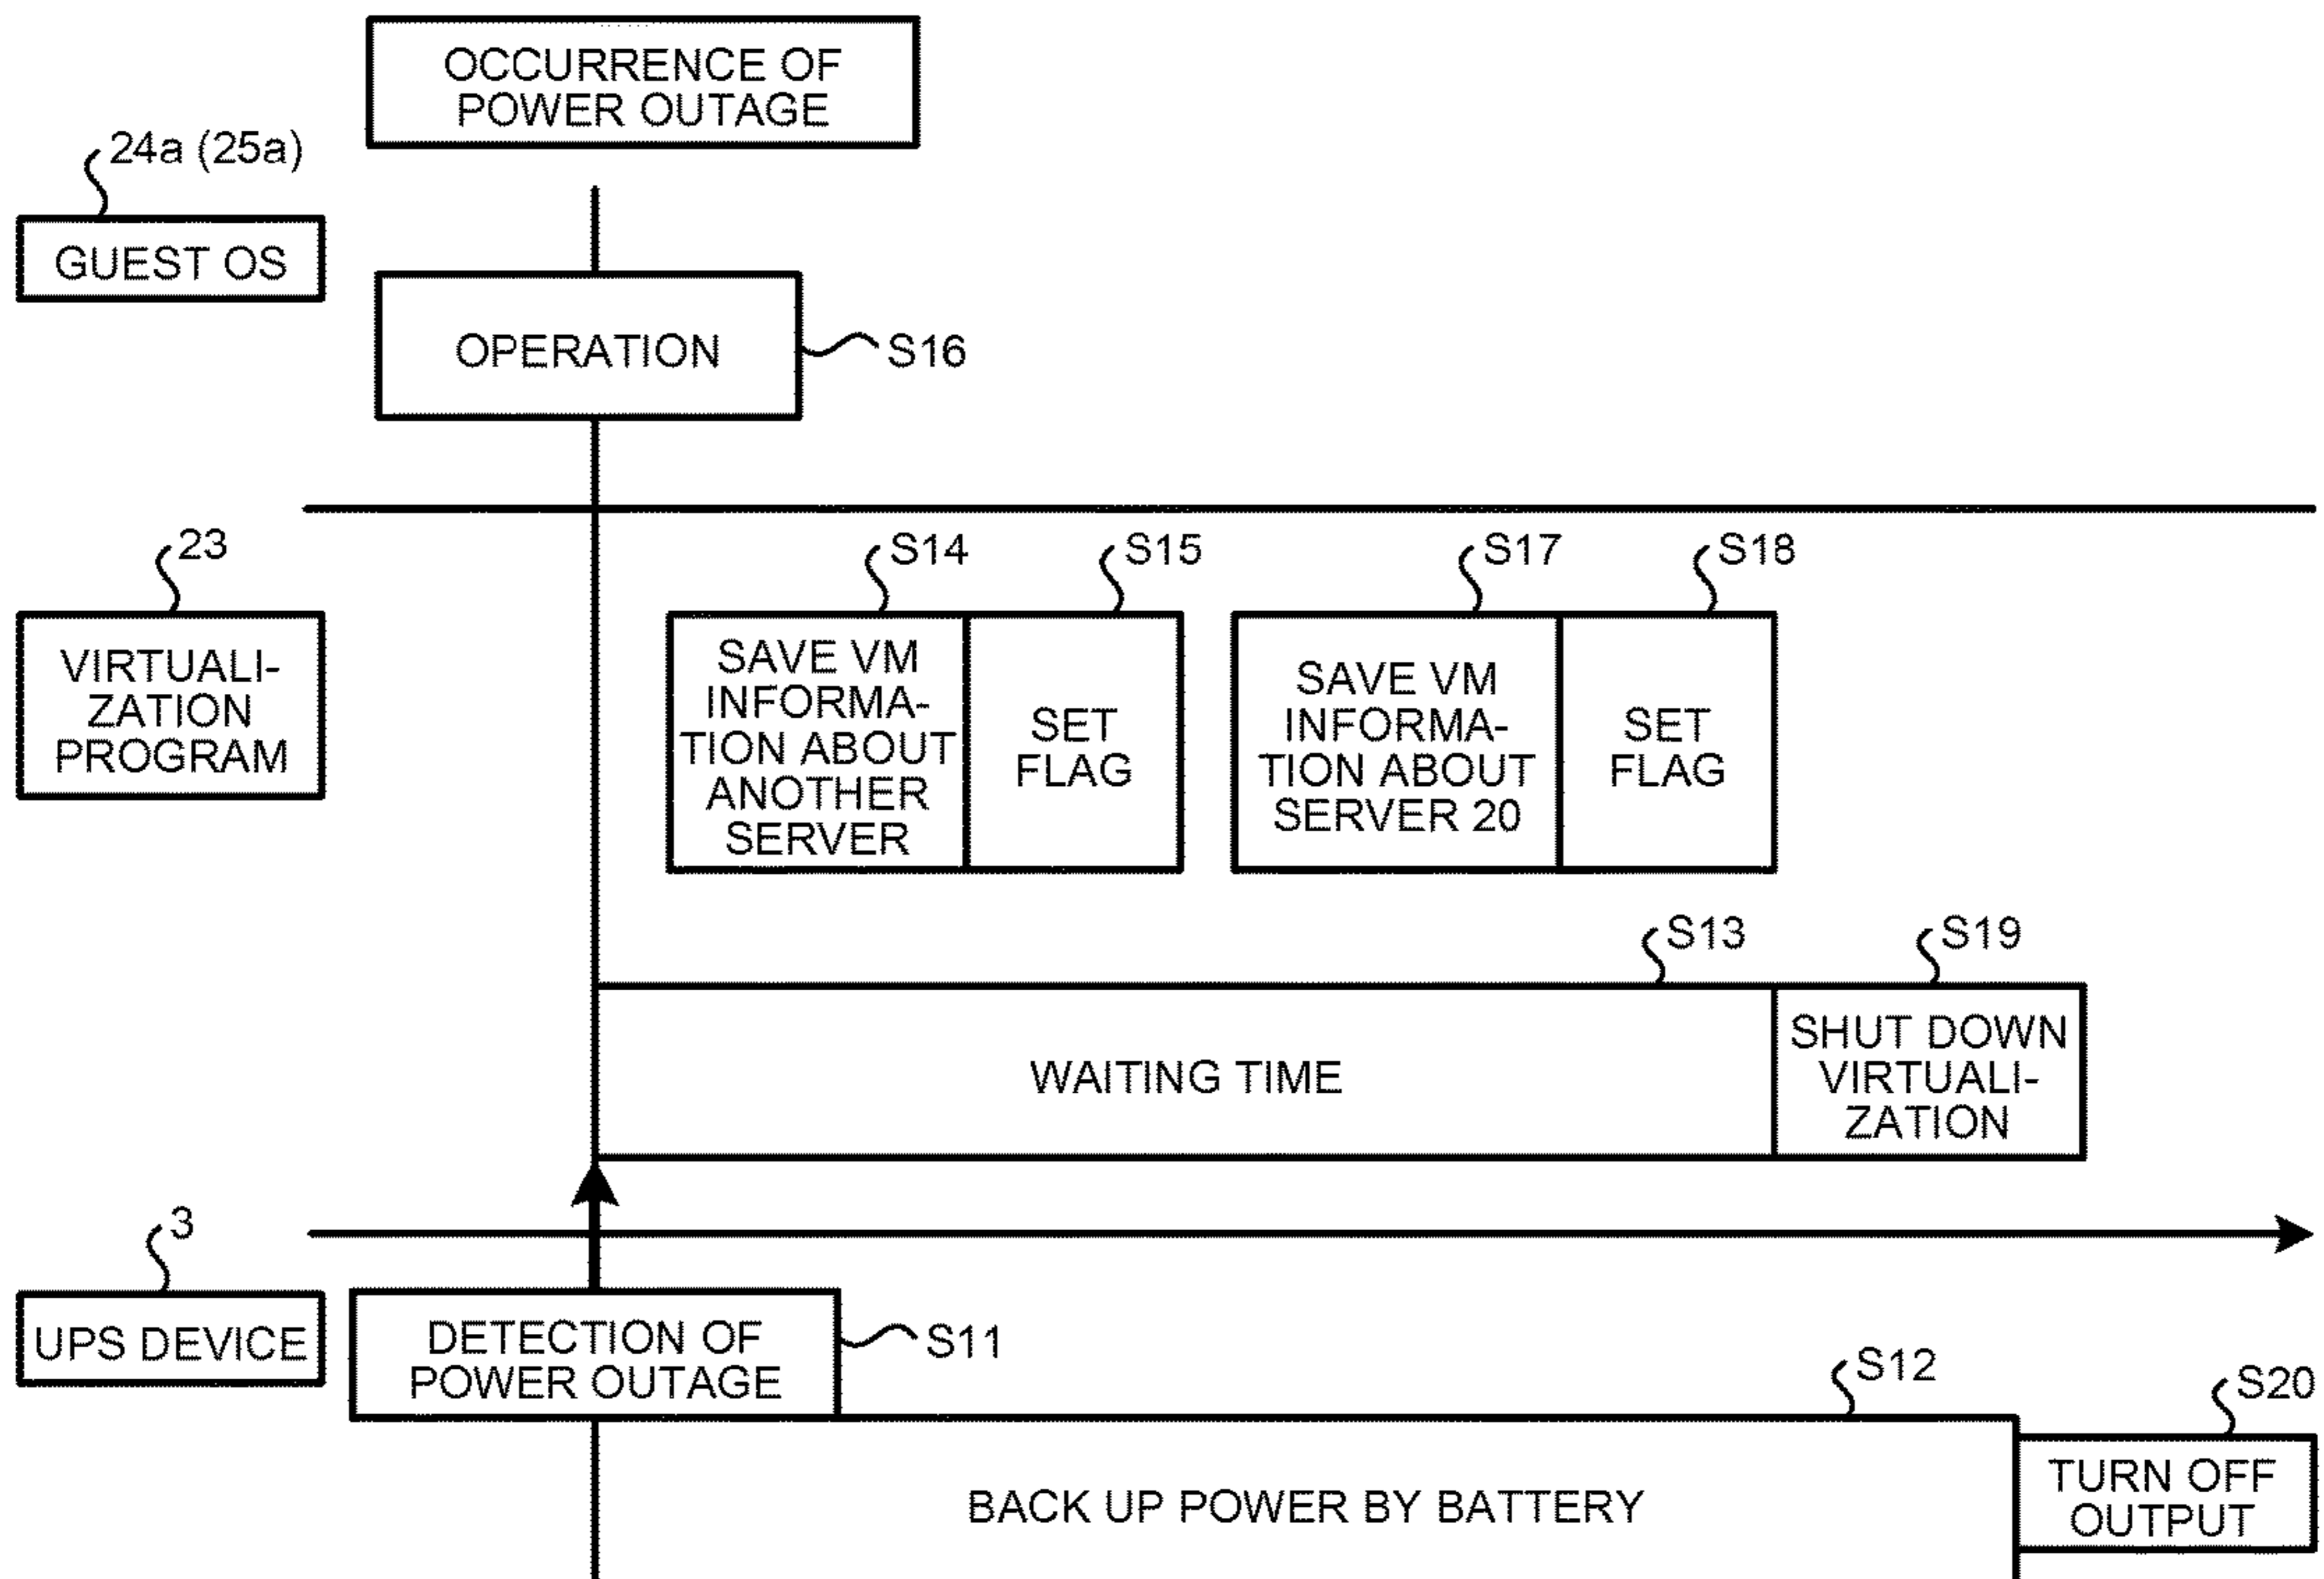 OCCURRENCE OF
POWER OUTAGE
24a (25a)
GUEST OS
OPERATION
S16
23
S14
S15
S17
S18
VIRTUALI-
ZATION
PROGRAM
SAVE VM
INFORMA-
TION ABOUT
ANOTHER
SERVER
SET
FLAG
SAVE VM
INFORMA-
TION ABOUT
SERVER 20
SET
FLAG
S13
S19
WAITING TIME
SHUT DOWN
VIRTUALI-
ZATION
3
UPS DEVICE
DETECTION OF
POWER OUTAGE
S11
S12
S20
BACK UP POWER BY BATTERY
TURN OFF
OUTPUT